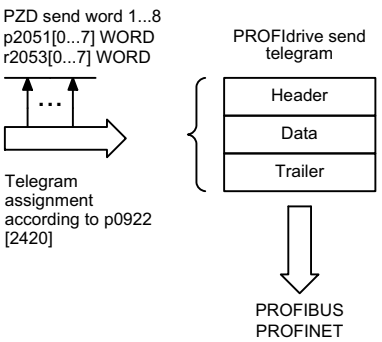 PZD send word 1...8
p2051[0...7] WORD
r2053[0...7] WORD
...
Telegram
assignment
according to p0922
[2420]
PROFIdrive send
telegram
Header
Data
Trailer
PROFIBUS
PROFINET